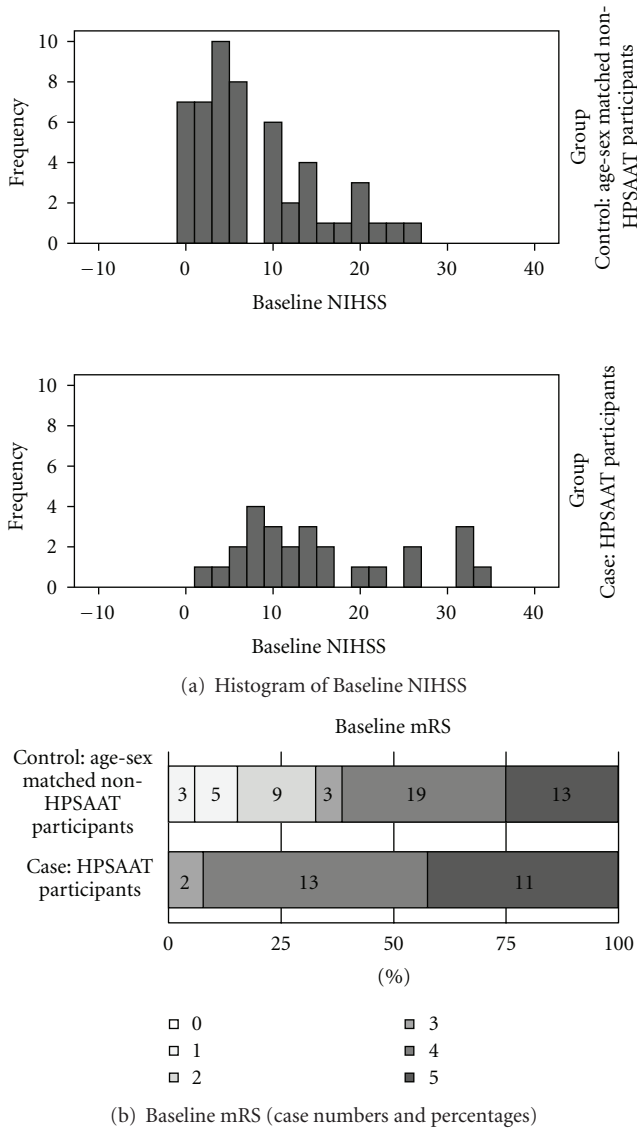 10
8
6
4
2
0
Frequency
−10 0 10 20 30 40
Baseline NIHSS
Group
Control: age-sex matched non-
HPSAAT participants
10
8
6
4
2
0
Frequency
−10 0 10 20 30 40
Baseline NIHSS
Group
Case: HPSAAT participants
(a) Histogram of Baseline NIHSS
Baseline mRS
Control: age-sex
matched non-
HPSAAT
participants
3 5 9 3 19 13
Case: HPSAAT
participants
2 13 11
0 25 50 75 100
(%)
0
1
2
3
4
5
(b) Baseline mRS (case numbers and percentages)